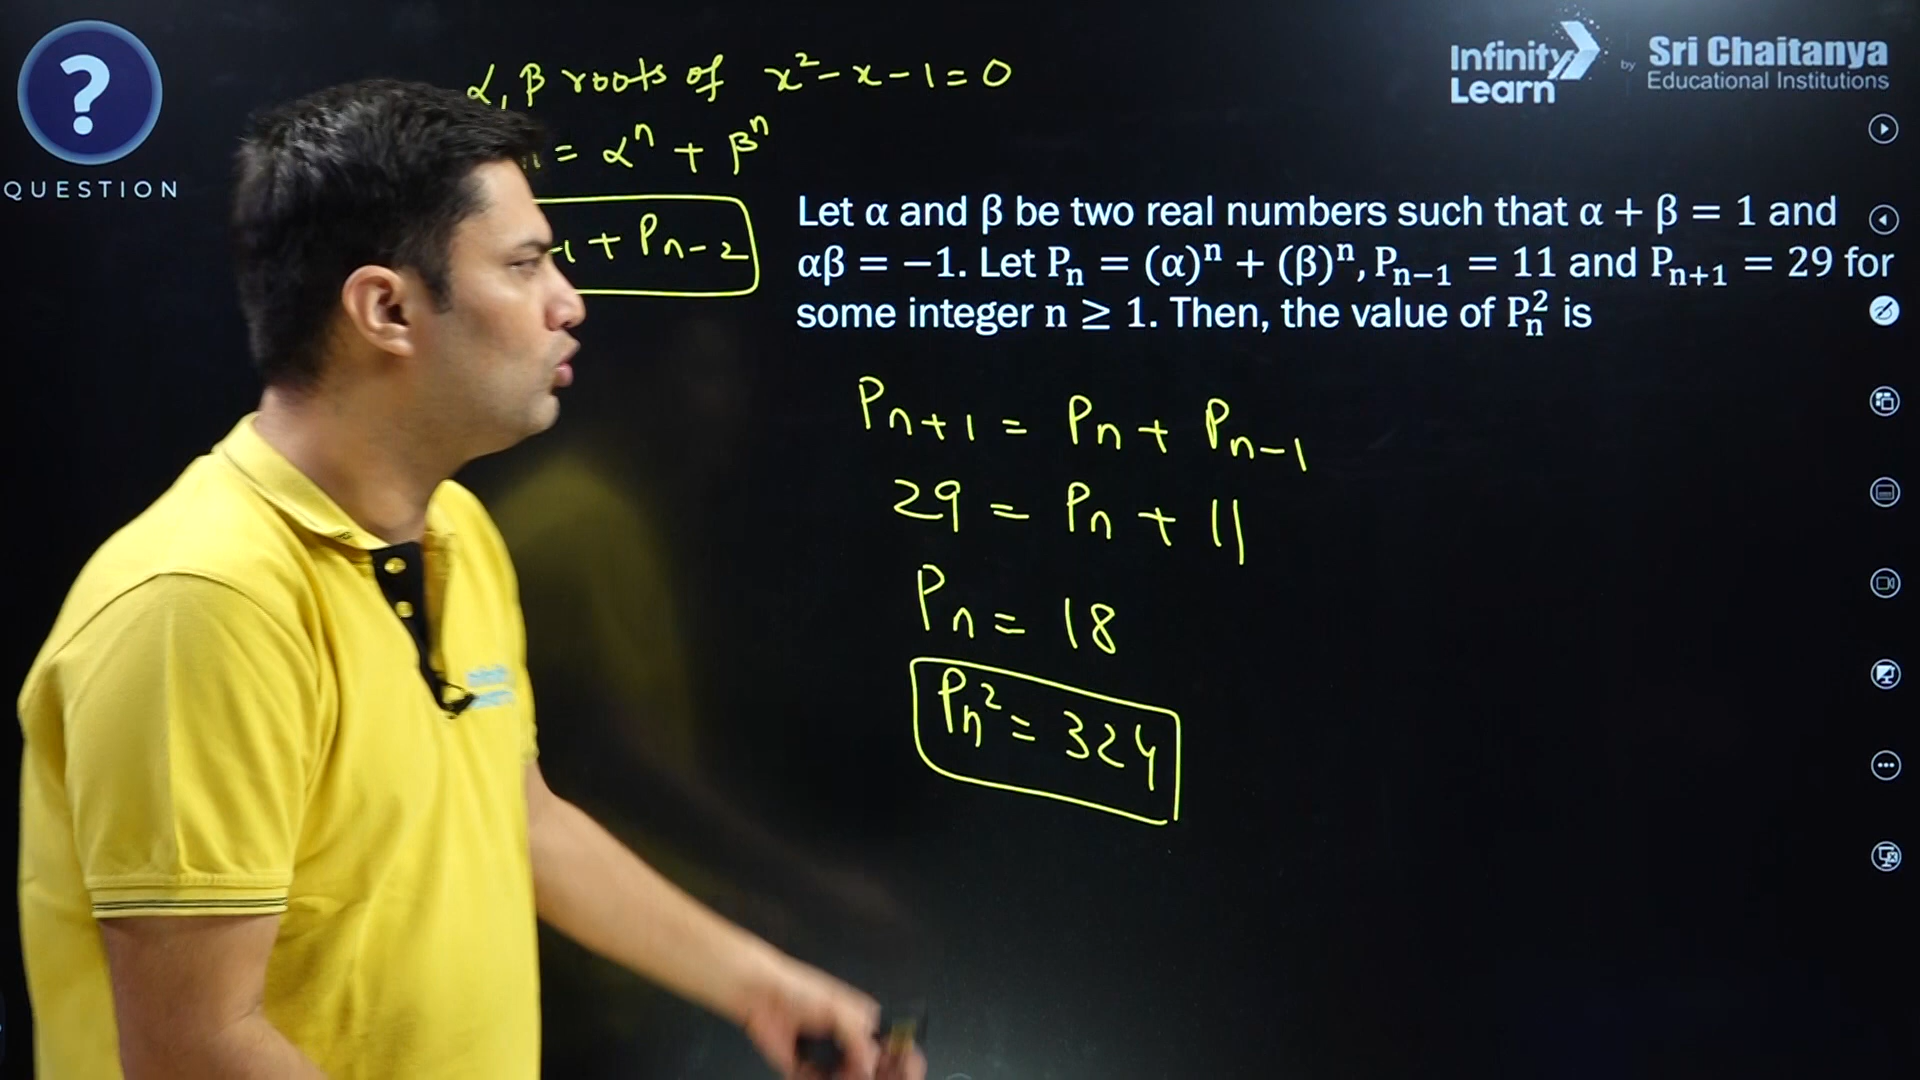 ?
QUESTION
α, β roots of x² - x - 1 = 0
= αⁿ + βⁿ
-1 + Pn-2
Infinity Learn by Sri Chaitanya Educational Institutions
Let α and β be two real numbers such that α + β = 1 and
αβ = −1. Let Pₙ = (α)ⁿ + (β)ⁿ, Pₙ₋₁ = 11 and Pₙ₊₁ = 29 for
some integer n ≥ 1. Then, the value of Pₙ² is
Pₙ₊₁ = Pₙ + Pₙ₋₁
29 = Pₙ + 11
Pₙ = 18
Pₙ² = 324